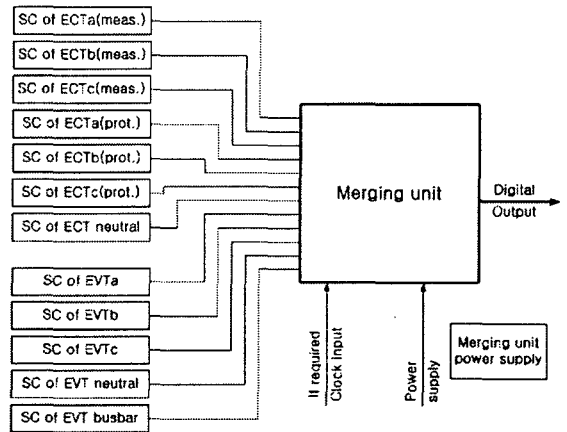 SC of ECTa(meas.)
SC of ECTb(meas.)
SC of ECTc(meas.)
SC of ECTa(prot.)
SC of ECTb(prot.)
SC of ECTc(prot.)
SC of ECT neutral
SC of EVTa
SC of EVTb
SC of EVTc
SC of EVT neutral
SC of EVT busbar
Merging unit
Digital
Output
If required
Clock Input
Power
supply
Merging unit
power supply